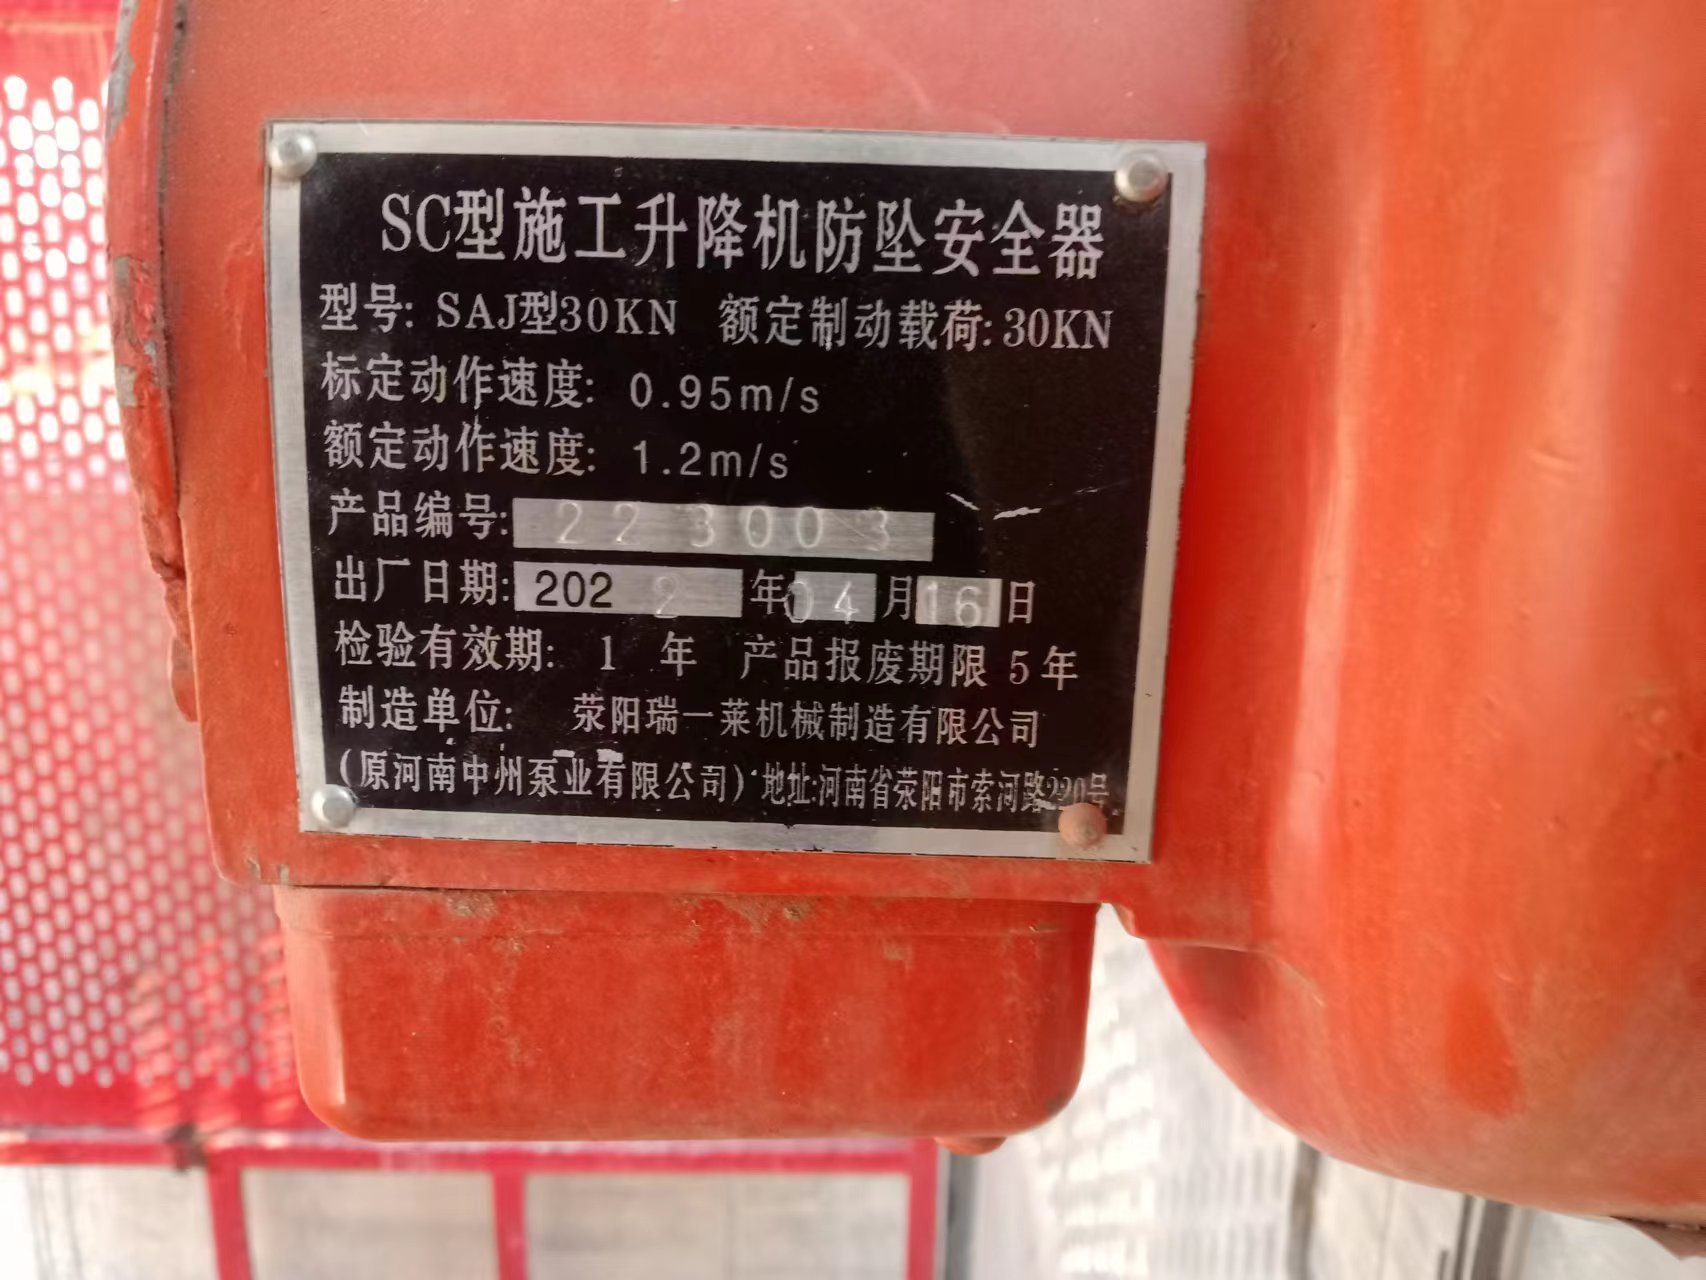 SC型施工升降机防坠安全器
型号: SAJ型30KN 额定制动载荷: 30KN
标定动作速度: 0.95m/s
额定动作速度: 1.2m/s
产品编号: 223003
出厂日期: 2022年04月16日
检验有效期: 1 年 产品报废期限 5年
制造单位: 荥阳瑞一莱机械制造有限公司
(原河南中州泵业有限公司) 地址:河南省荥阳市索河路220号